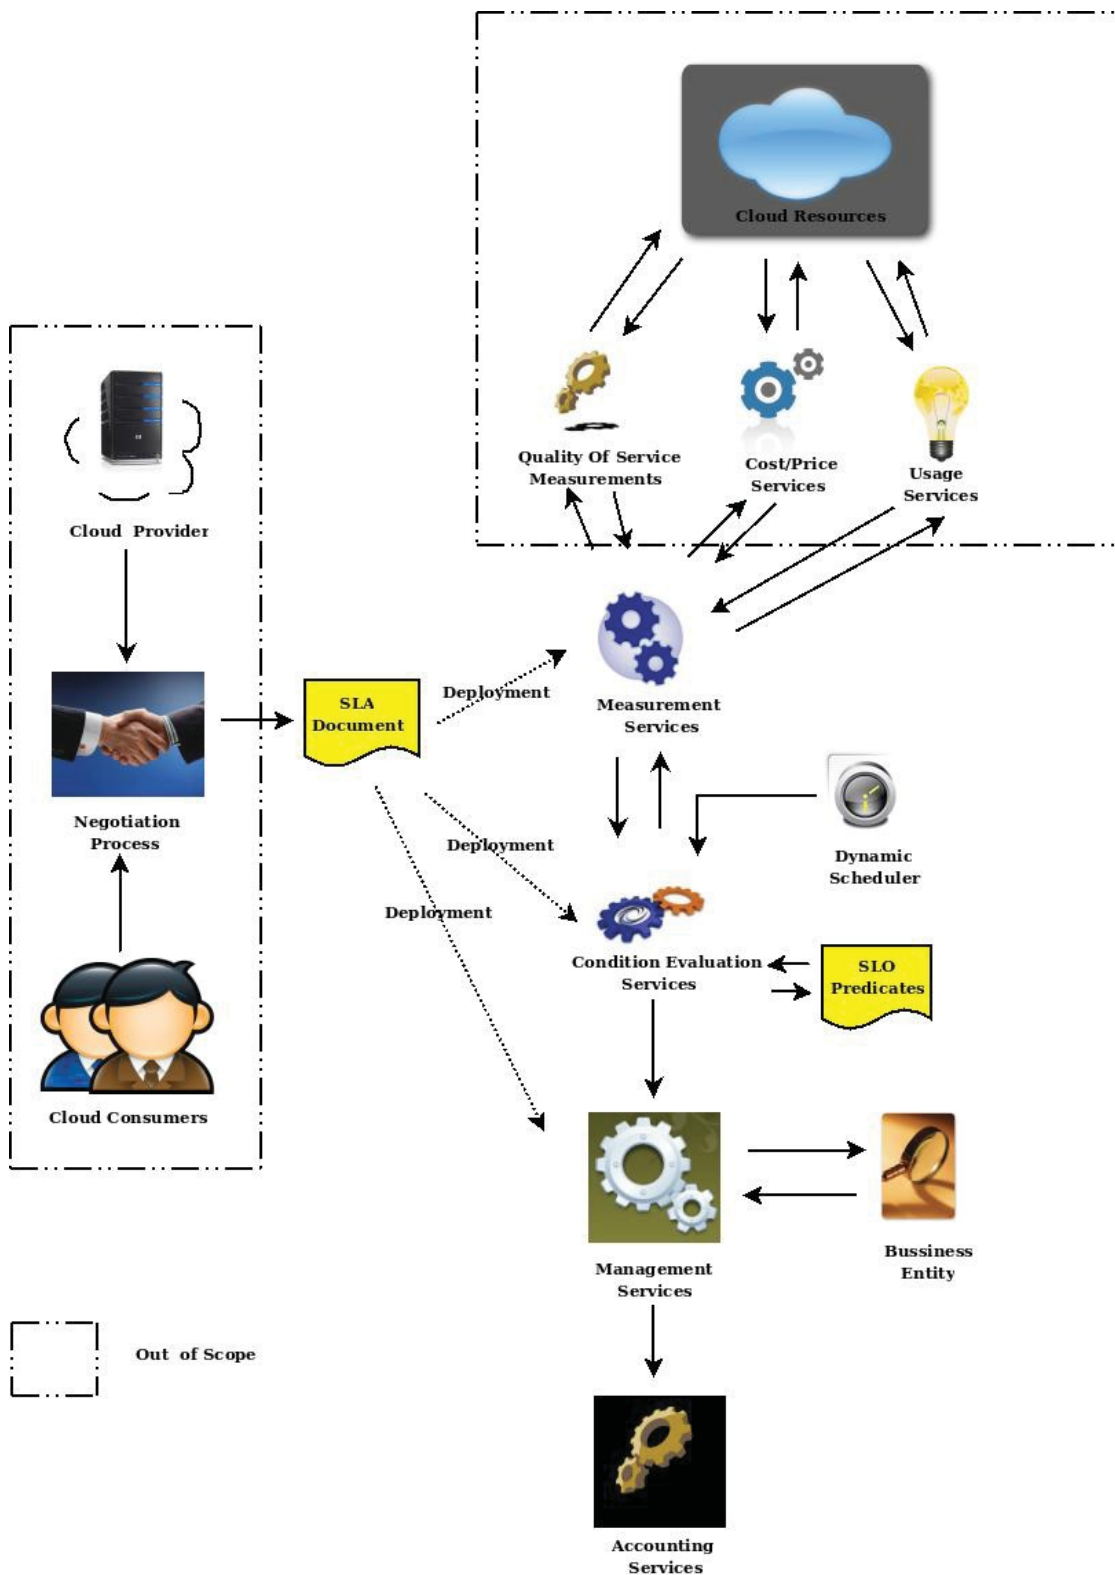 Cloud Resources
Quality Of Service
Measurements
Cost/Price
Services
Usage
Services
Cloud Provider
Measurement
Services
SLA
Document
Deployment
Negotiation
Process
Deployment
Deployment
Dynamic
Scheduler
Condition Evaluation
Services
SLO
Predicates
Cloud Consumers
Management
Services
Bussiness
Entity
Out of Scope
Accounting
Services